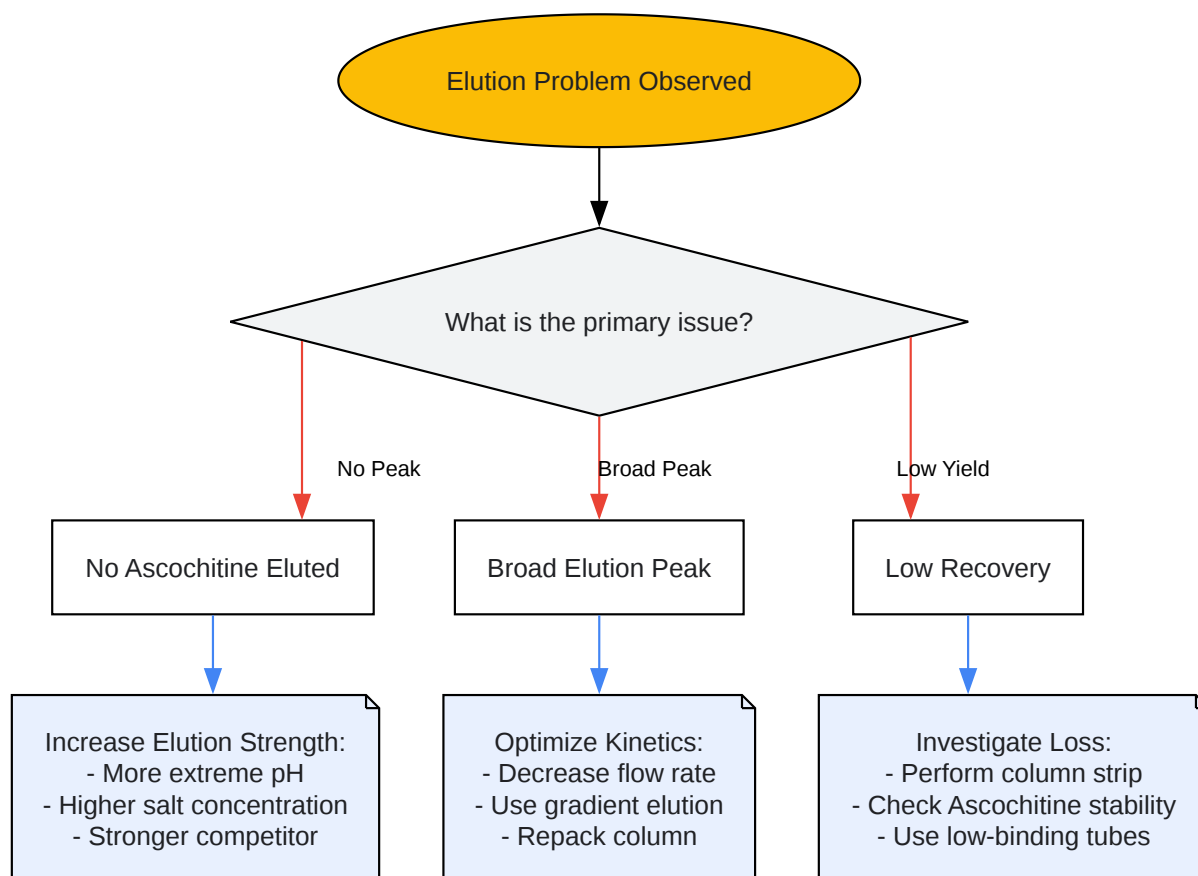 Elution Problem Observed
What is the primary issue?
No Peak
Broad Peak
Low Yield
No Ascochitine Eluted
Broad Elution Peak
Low Recovery
Increase Elution Strength:
- More extreme pH
- Higher salt concentration
- Stronger competitor
Optimize Kinetics:
- Decrease flow rate
- Use gradient elution
- Repack column
Investigate Loss:
- Perform column strip
- Check Ascochitine stability
- Use low-binding tubes